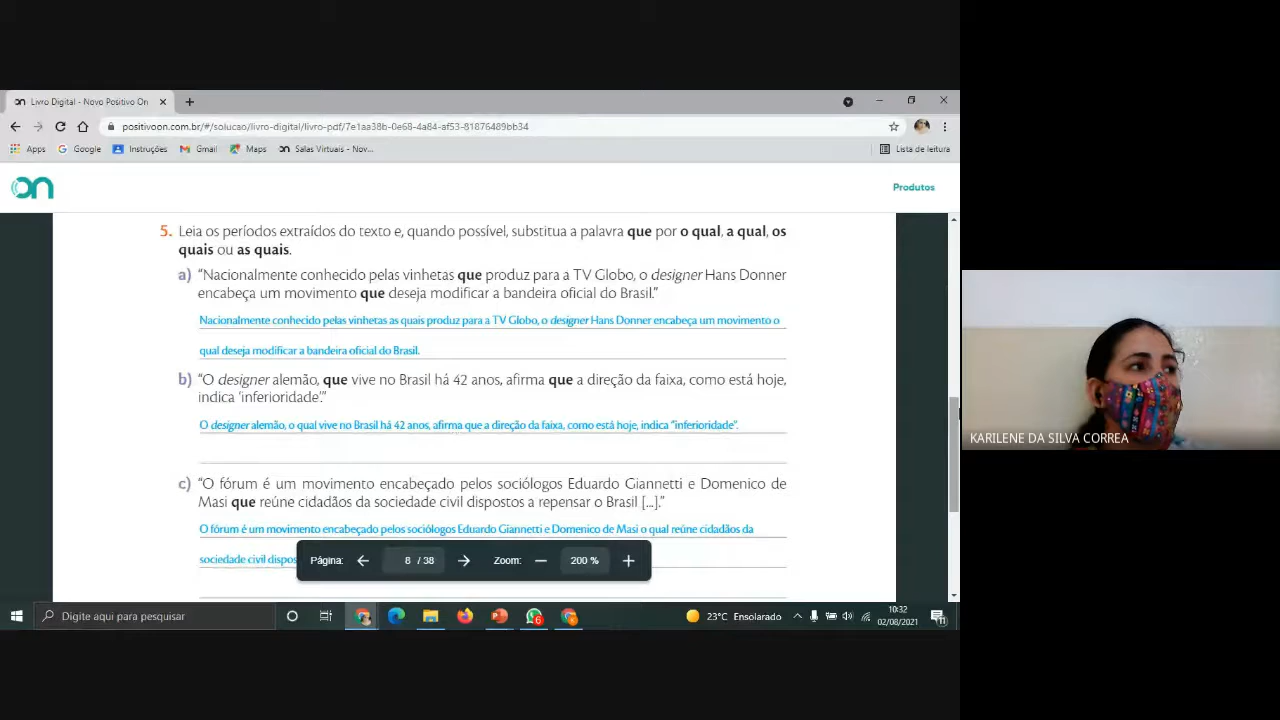 Livro Digital - Novo Positivo On
positivoon.com.br/#/solucao/livro-digital/livro-pdf/7e1aa38b-0e68-4a84-af53-81876489bb34
Apps Google Instruções Gmail Maps Salas Virtuais - Nov... Lista de leitura
on Produtos
5. Leia os períodos extraídos do texto e, quando possível, substitua a palavra que por o qual, a qual, os
quais ou as quais.
a) “Nacionalmente conhecido pelas vinhetas que produz para a TV Globo, o designer Hans Donner
encabeça um movimento que deseja modificar a bandeira oficial do Brasil.”
Nacionalmente conhecido pelas vinhetas as quais produz para a TV Globo, o designer Hans Donner encabeça um movimento o
qual deseja modificar a bandeira oficial do Brasil.
b) “O designer alemão, que vive no Brasil há 42 anos, afirma que a direção da faixa, como está hoje,
indica ‘inferioridade’.”
O designer alemão, o qual vive no Brasil há 42 anos, afirma que a direção da faixa, como está hoje, indica “inferioridade”.
c) “O fórum é um movimento encabeçado pelos sociólogos Eduardo Giannetti e Domenico de
Masi que reúne cidadãos da sociedade civil dispostos a repensar o Brasil [...].”
O fórum é um movimento encabeçado pelos sociólogos Eduardo Giannetti e Domenico de Masi o qual reúne cidadãos da
sociedade civil dispos
Página: 8 / 38 Zoom: 200 %
KARILENE DA SILVA CORREA
Digite aqui para pesquisar
6
23°C Ensolarado
10:32
02/08/2021
11